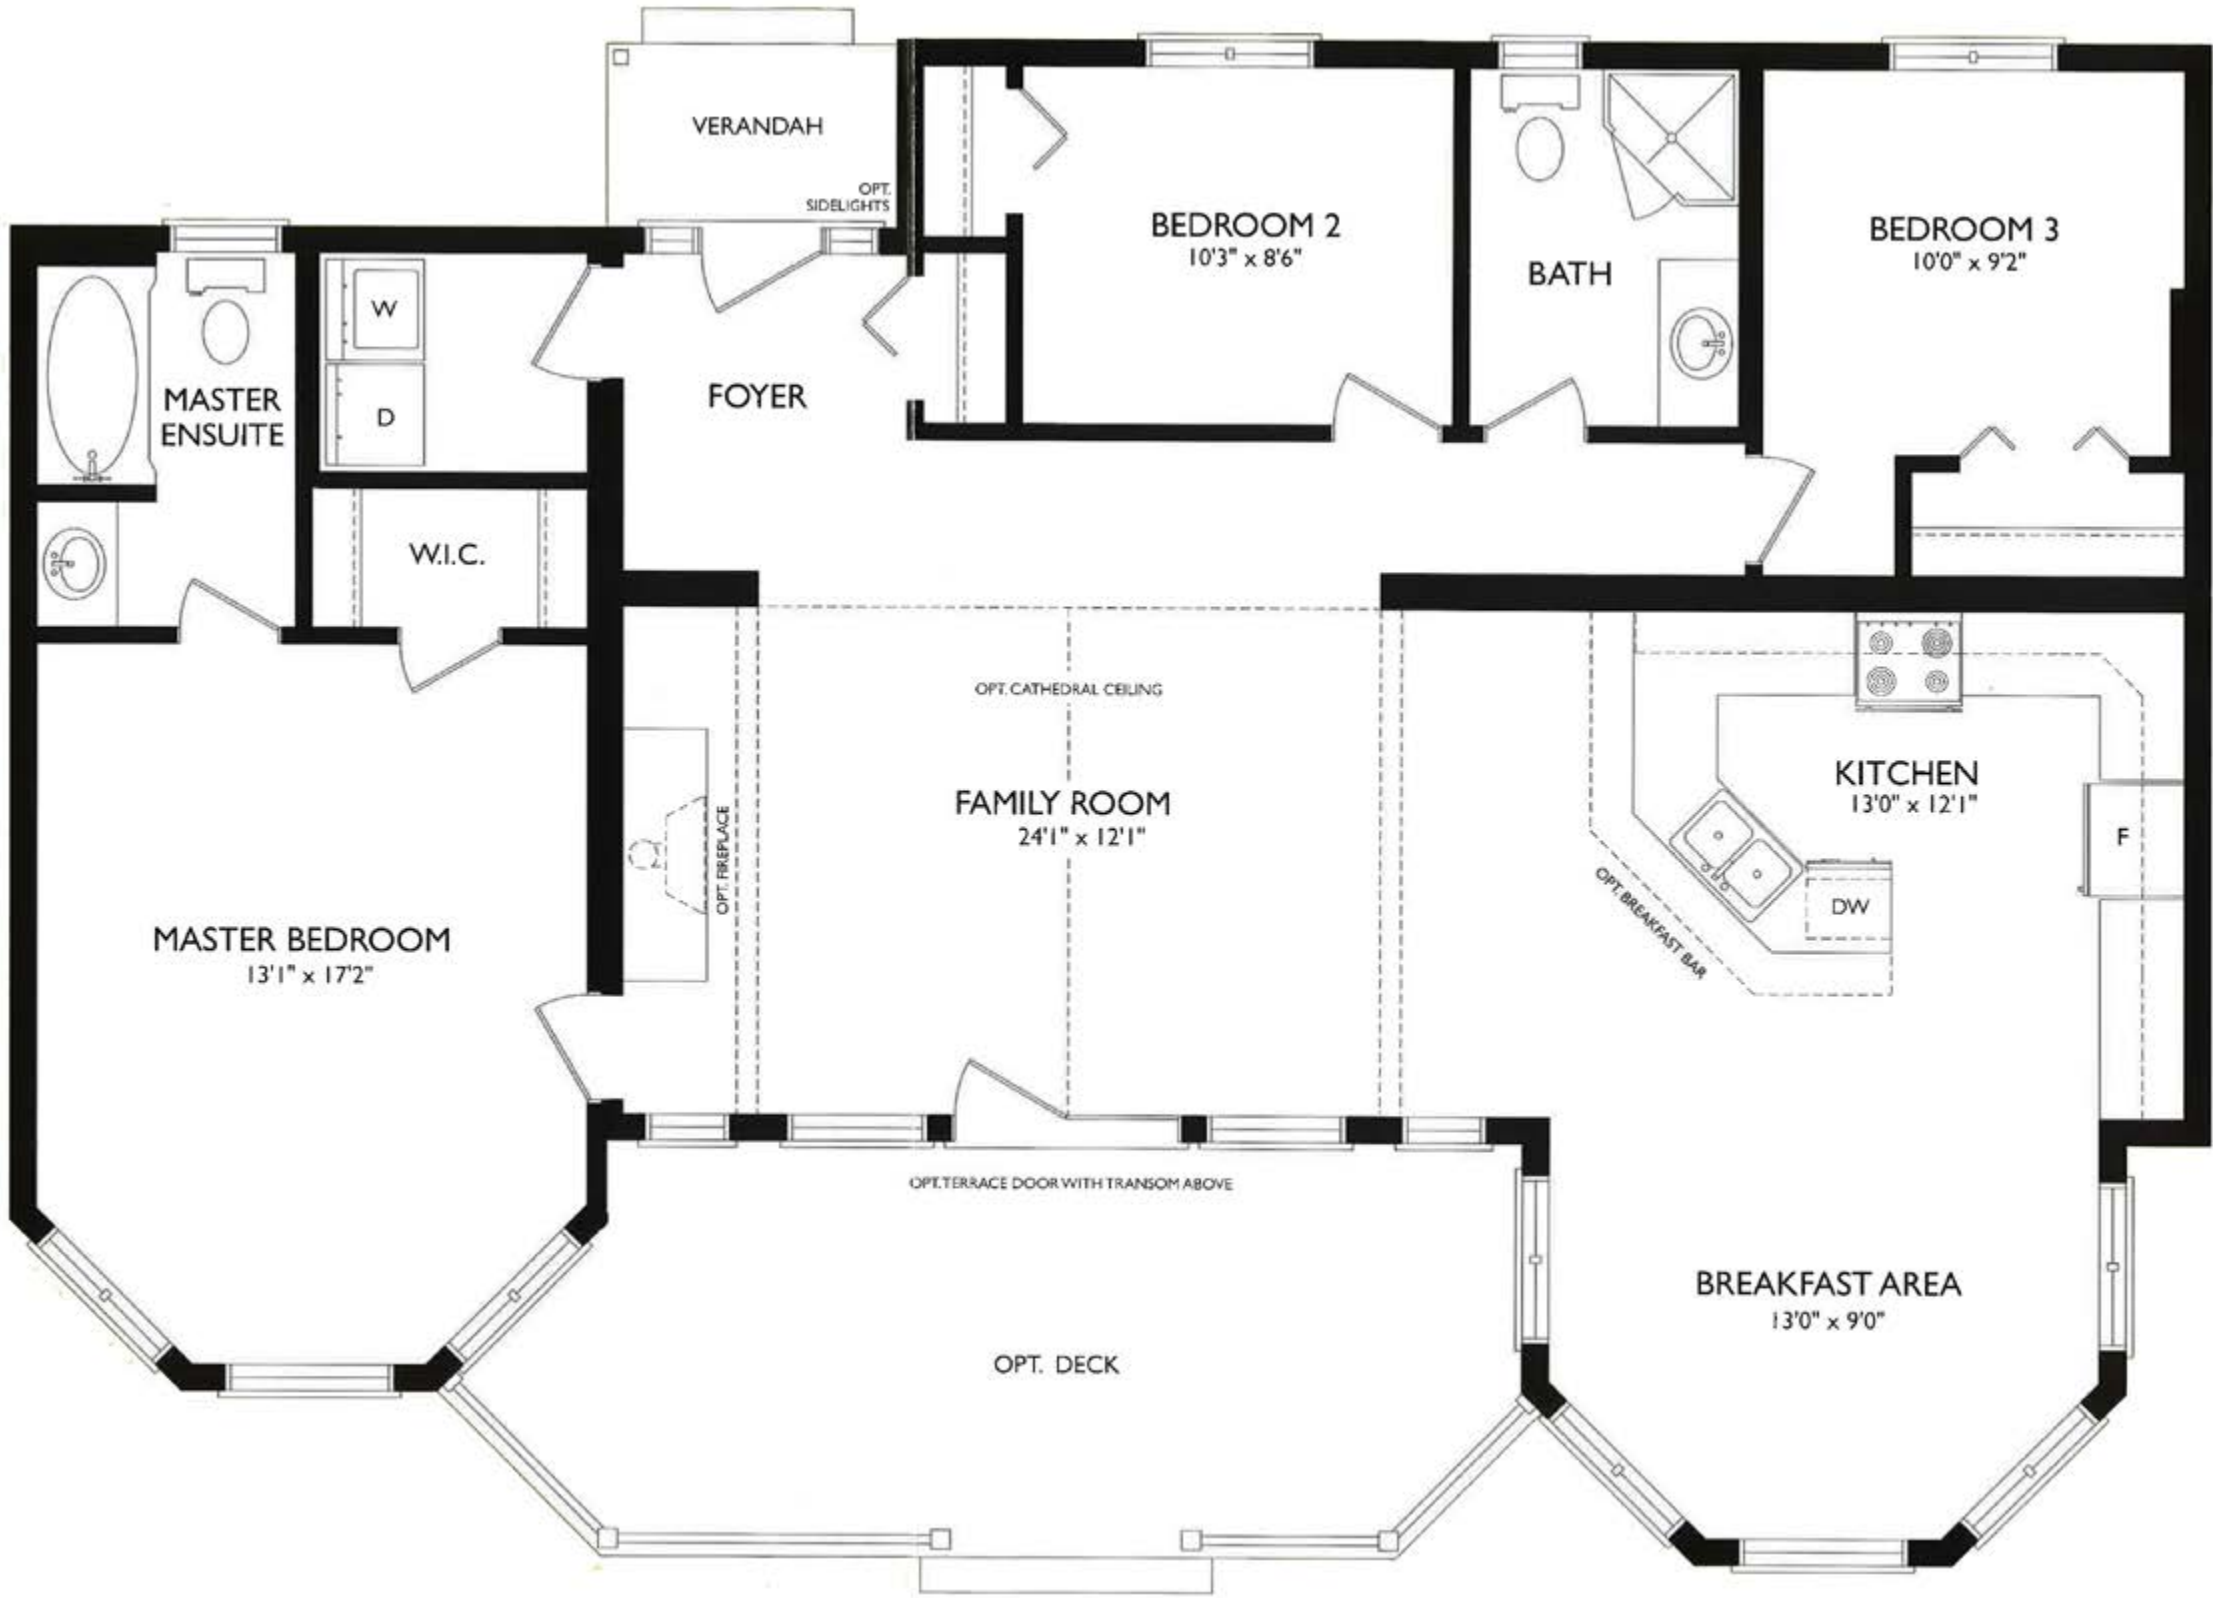 VERANDAH
OPT.
SIDELIGHTS
BEDROOM 2
10'3" x 8'6"
BATH
BEDROOM 3
10'0" x 9'2"
W
D
MASTER
ENSUITE
FOYER
W.I.C.
OPT. CATHEDRAL CEILING
FAMILY ROOM
24'1" x 12'1"
OPT. FIREPLACE
KITCHEN
13'0" x 12'1"
F
DW
OPT. BREAKFAST BAR
MASTER BEDROOM
13'1" x 17'2"
OPT. TERRACE DOOR WITH TRANSOM ABOVE
BREAKFAST AREA
13'0" x 9'0"
OPT. DECK